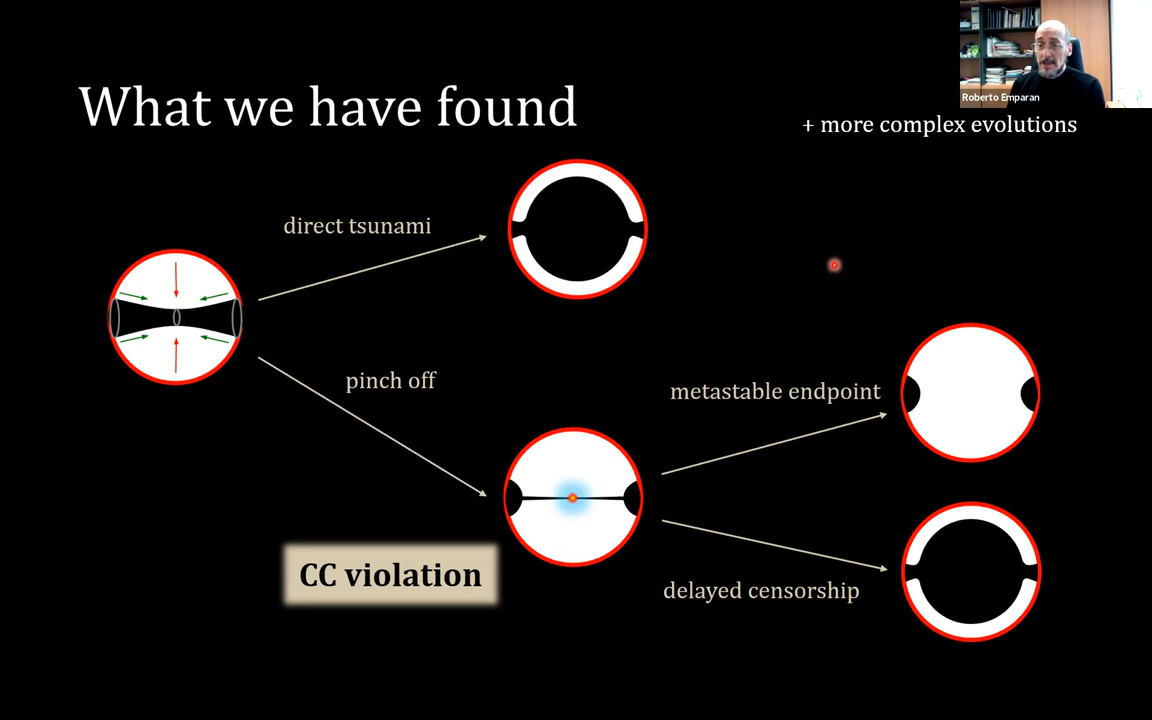 Roberto Emparan
What we have found
+ more complex evolutions
direct tsunami
pinch off
metastable endpoint
CC violation
delayed censorship